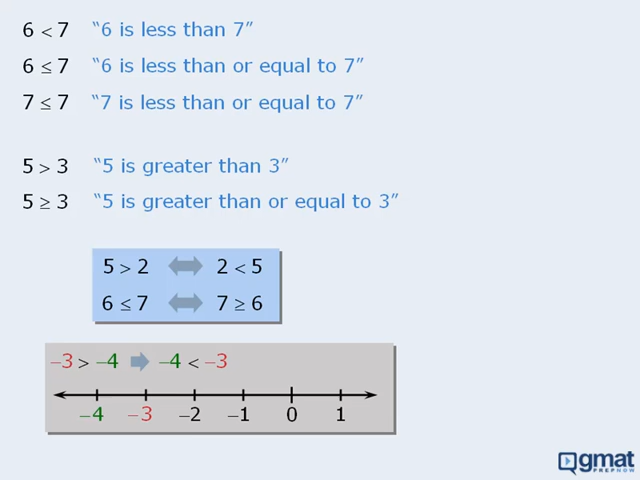 6 < 7 “6 is less than 7”
6 ≤ 7 “6 is less than or equal to 7”
7 ≤ 7 “7 is less than or equal to 7”
5 > 3 “5 is greater than 3”
5 ≥ 3 “5 is greater than or equal to 3”
5 > 2 ⇔ 2 < 5
6 ≤ 7 ⇔ 7 ≥ 6
–3 > –4 ⇒ –4 < –3
–4 –3 –2 –1 0 1
gmat
PREPNOW